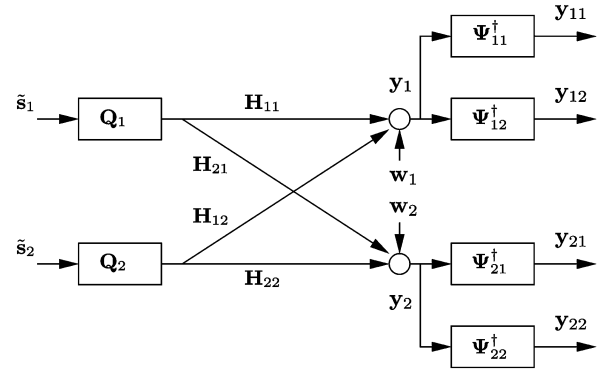 y₁₁
Ψ†₁₁
y₁
y₁₂
s̃₁
Q₁
H₁₁
Ψ†₁₂
H₂₁
w₁
H₁₂
w₂
s̃₂
Q₂
H₂₂
y₂
y₂₁
Ψ†₂₁
y₂₂
Ψ†₂₂